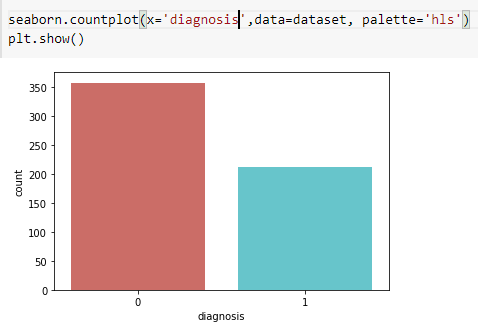 seaborn.countplot(x='diagnosis',data=dataset, palette='hls')
plt.show()
350
300
250
200
150
100
50
0
count
0 1
diagnosis